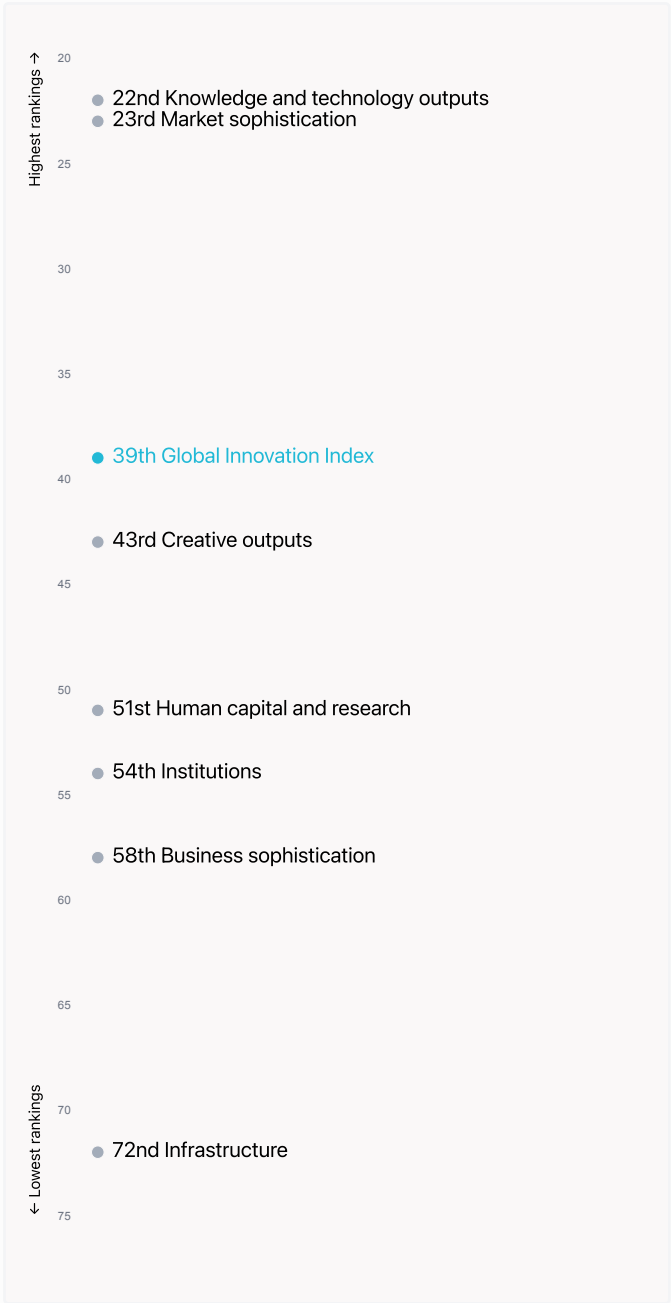 Highest rankings →
20
22nd Knowledge and technology outputs
23rd Market sophistication
25
30
35
39th Global Innovation Index
40
43rd Creative outputs
45
50
51st Human capital and research
54th Institutions
55
58th Business sophistication
60
65
← Lowest rankings
70
72nd Infrastructure
75